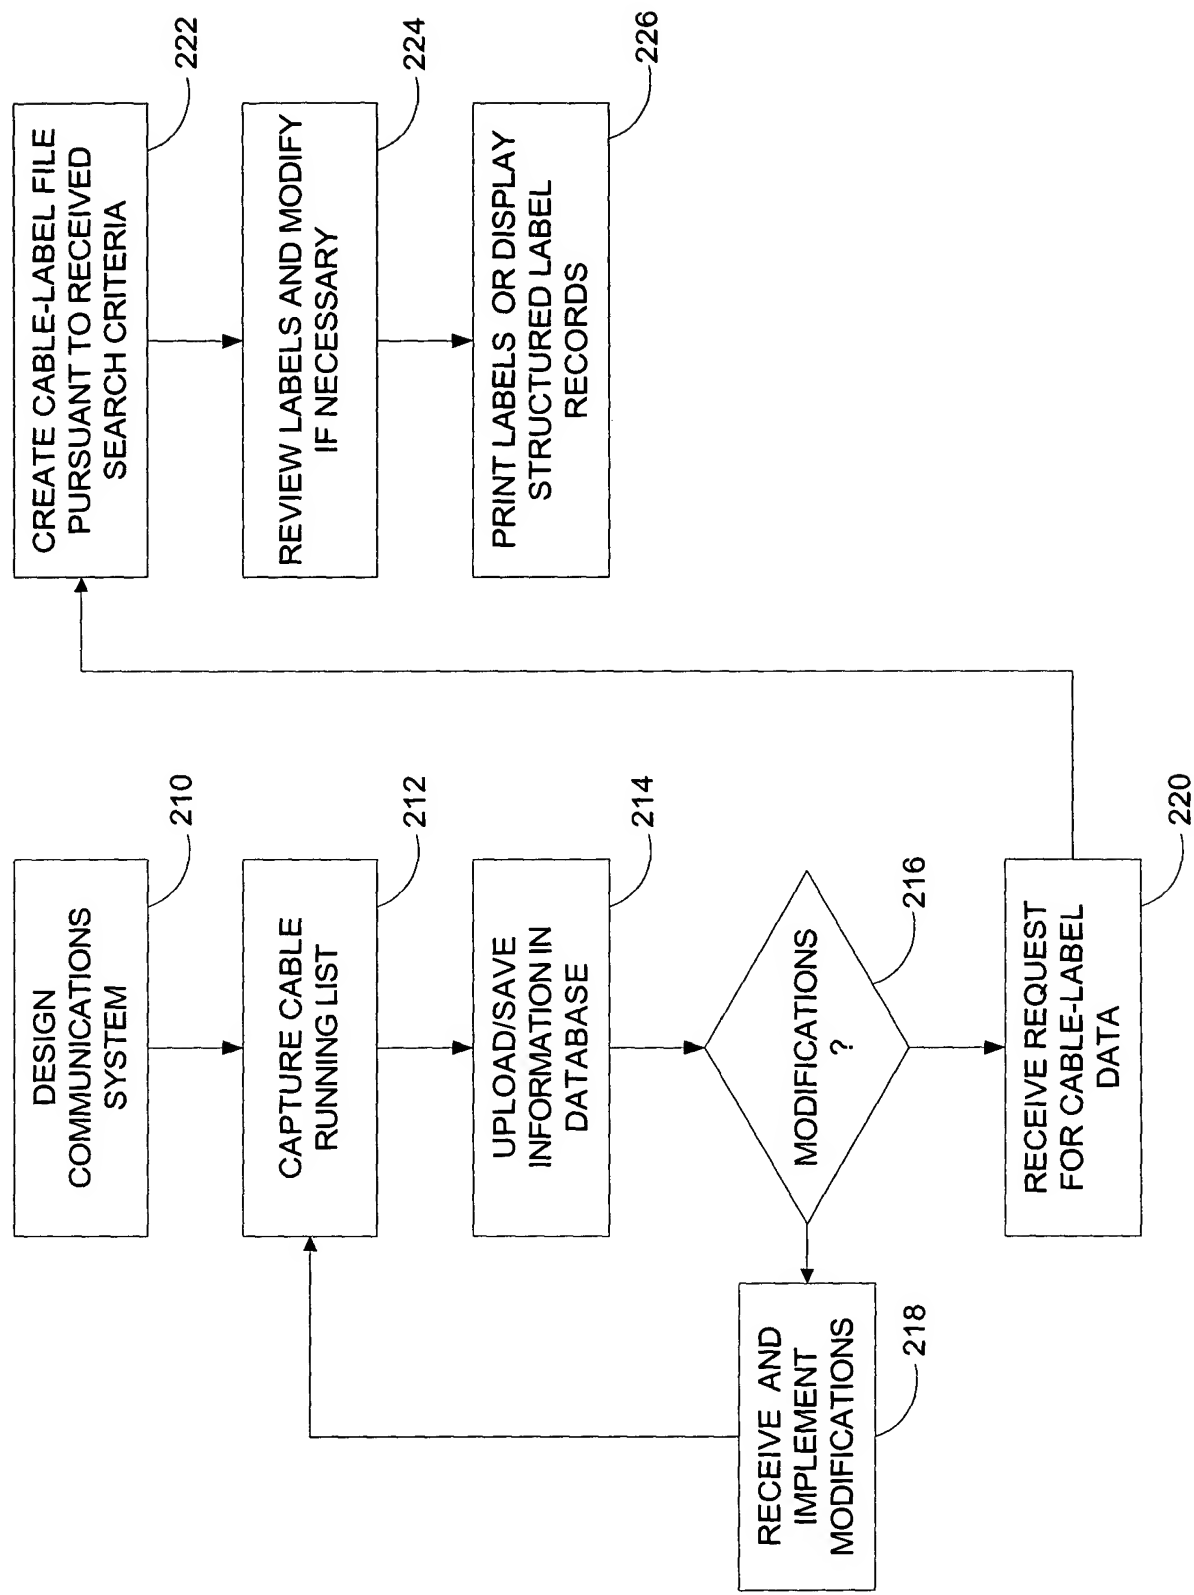 DESIGN
COMMUNICATIONS
SYSTEM
210
CAPTURE CABLE
RUNNING LIST
212
UPLOAD/SAVE
INFORMATION IN
DATABASE
214
MODIFICATIONS
?
216
RECEIVE AND
IMPLEMENT
MODIFICATIONS
218
RECEIVE REQUEST
FOR CABLE-LABEL
DATA
220
CREATE CABLE-LABEL FILE
PURSUANT TO RECEIVED
SEARCH CRITERIA
222
REVIEW LABELS AND MODIFY
IF NECESSARY
224
PRINT LABELS OR DISPLAY
STRUCTURED LABEL
RECORDS
226